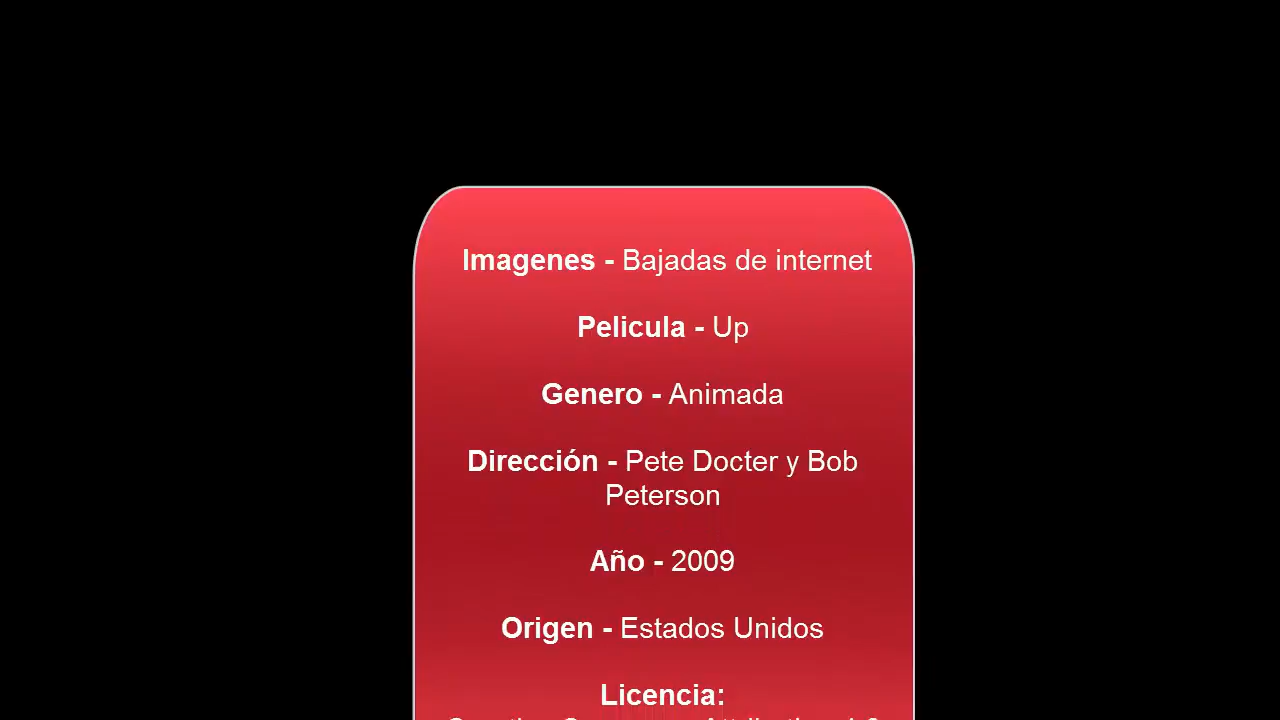 Imagenes - Bajadas de internet
Pelicula - Up
Genero - Animada
Dirección - Pete Docter y Bob
Peterson
Año - 2009
Origen - Estados Unidos
Licencia: